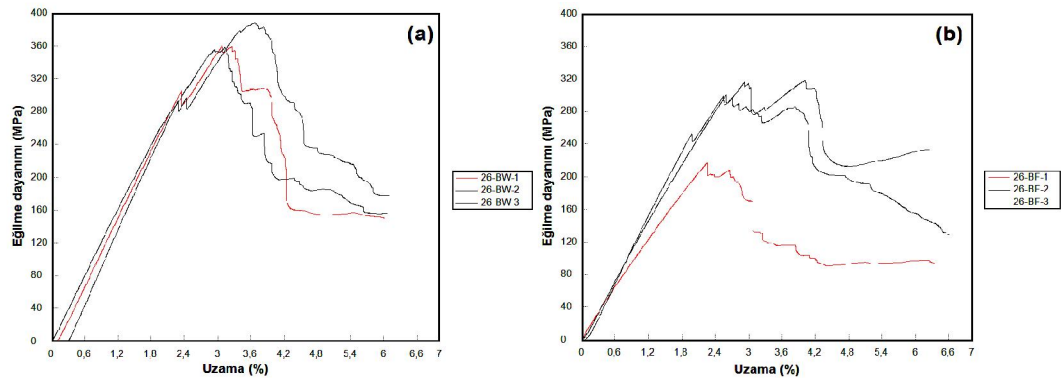 (a)
Eğilme dayanımı (MPa)
400
360
320
280
240
200
160
120
80
40
0
0 0,6 1,2 1.8 2,4 3 3,6 4,2 4,8 5,4 6 6,6 7
Uzama (%)
26-BW-1
26-BW-2
26 BW 3
(b)
Eğilme dayanımı (MPa)
400
360
320
280
240
200
160
120
80
40
0
0 0,6 1,2 1,8 2,4 3 3,6 4,2 4,8 5,4 6 6,6 7
Uzama (%)
26-BF-1
26-BF-2
26-BF-3